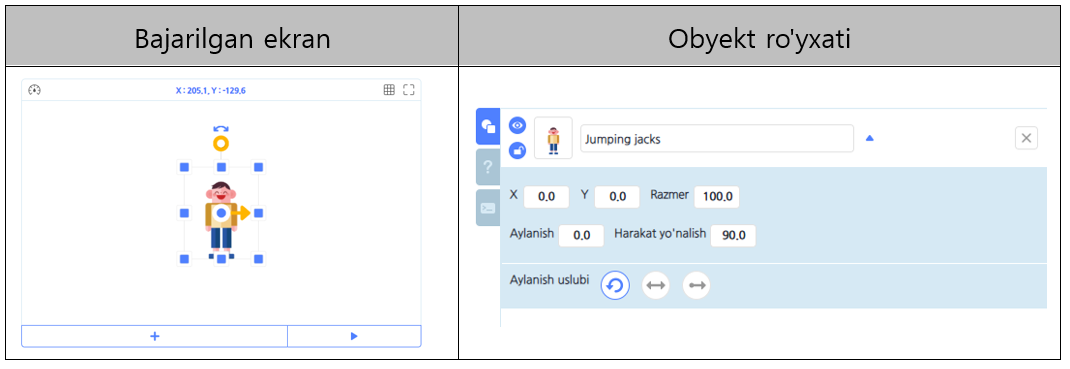 Bajarilgan ekran
Obyekt ro'yxati
X : 205.1, Y : -129.6
Jumping jacks
X 0.0 Y 0.0 Razmer 100.0
Aylanish 0.0 Harakat yo'nalish 90.0
Aylanish uslubi